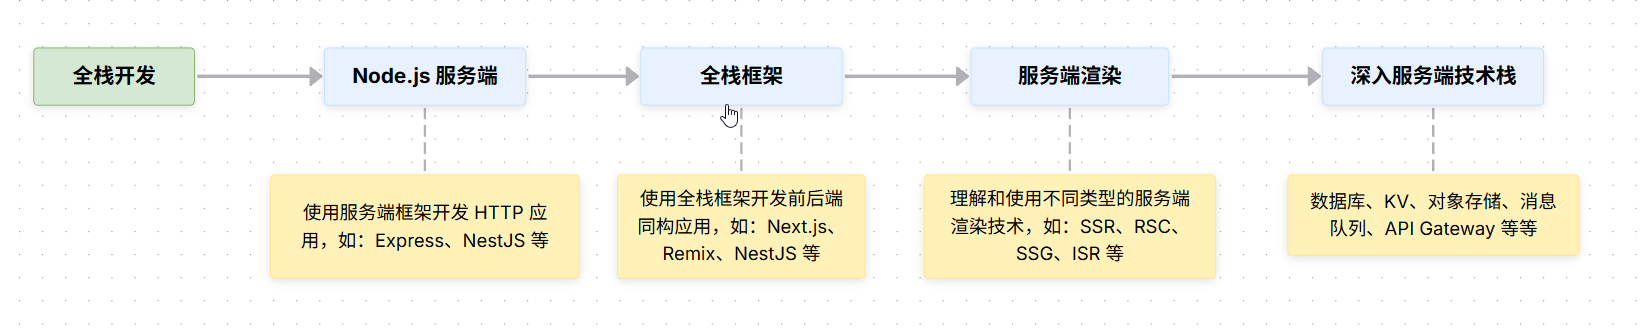 全栈开发
Node.js 服务端
全栈框架
服务端渲染
深入服务端技术栈
使用服务端框架开发 HTTP 应
用，如：Express、NestJS 等
使用全栈框架开发前后端
同构应用，如：Next.js、
Remix、NestJS 等
理解和使用不同类型的服务端
渲染技术，如：SSR、RSC、
SSG、ISR 等
数据库、KV、对象存储、消息
队列、API Gateway 等等